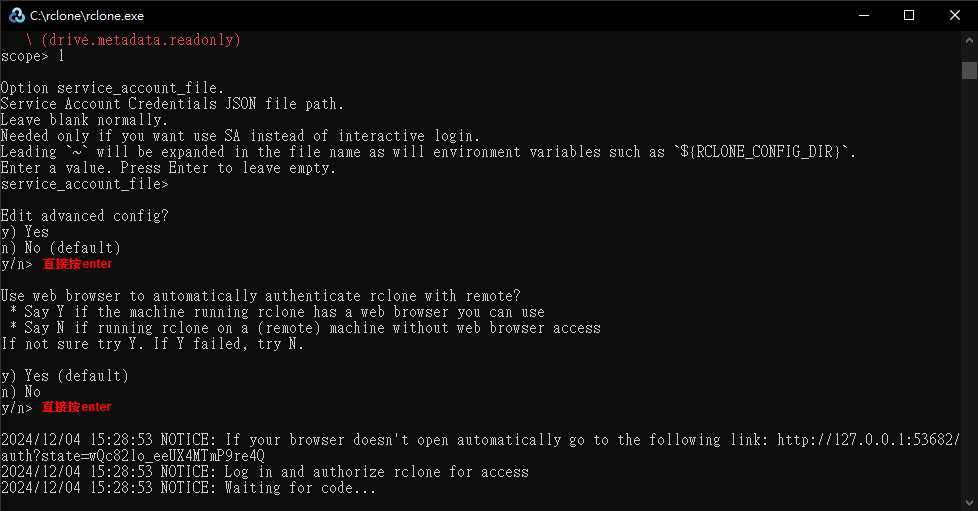 C:\rclone\rclone.exe
\ (drive.metadata.readonly)
scope> 1
Option service_account_file.
Service Account Credentials JSON file path.
Leave blank normally.
Needed only if you want use SA instead of interactive login.
Leading `~` will be expanded in the file name as will environment variables such as `${RCLONE_CONFIG_DIR}`.
Enter a value. Press Enter to leave empty.
service_account_file>
Edit advanced config?
y) Yes
n) No (default)
y/n> 直接按enter
Use web browser to automatically authenticate rclone with remote?
* Say Y if the machine running rclone has a web browser you can use
* Say N if running rclone on a (remote) machine without web browser access
If not sure try Y. If Y failed, try N.
y) Yes (default)
n) No
y/n> 直接按enter
2024/12/04 15:28:53 NOTICE: If your browser doesn't open automatically go to the following link: http://127.0.0.1:53682/
auth?state=wQc82lo_eeUX4MTmP9re4Q
2024/12/04 15:28:53 NOTICE: Log in and authorize rclone for access
2024/12/04 15:28:53 NOTICE: Waiting for code...